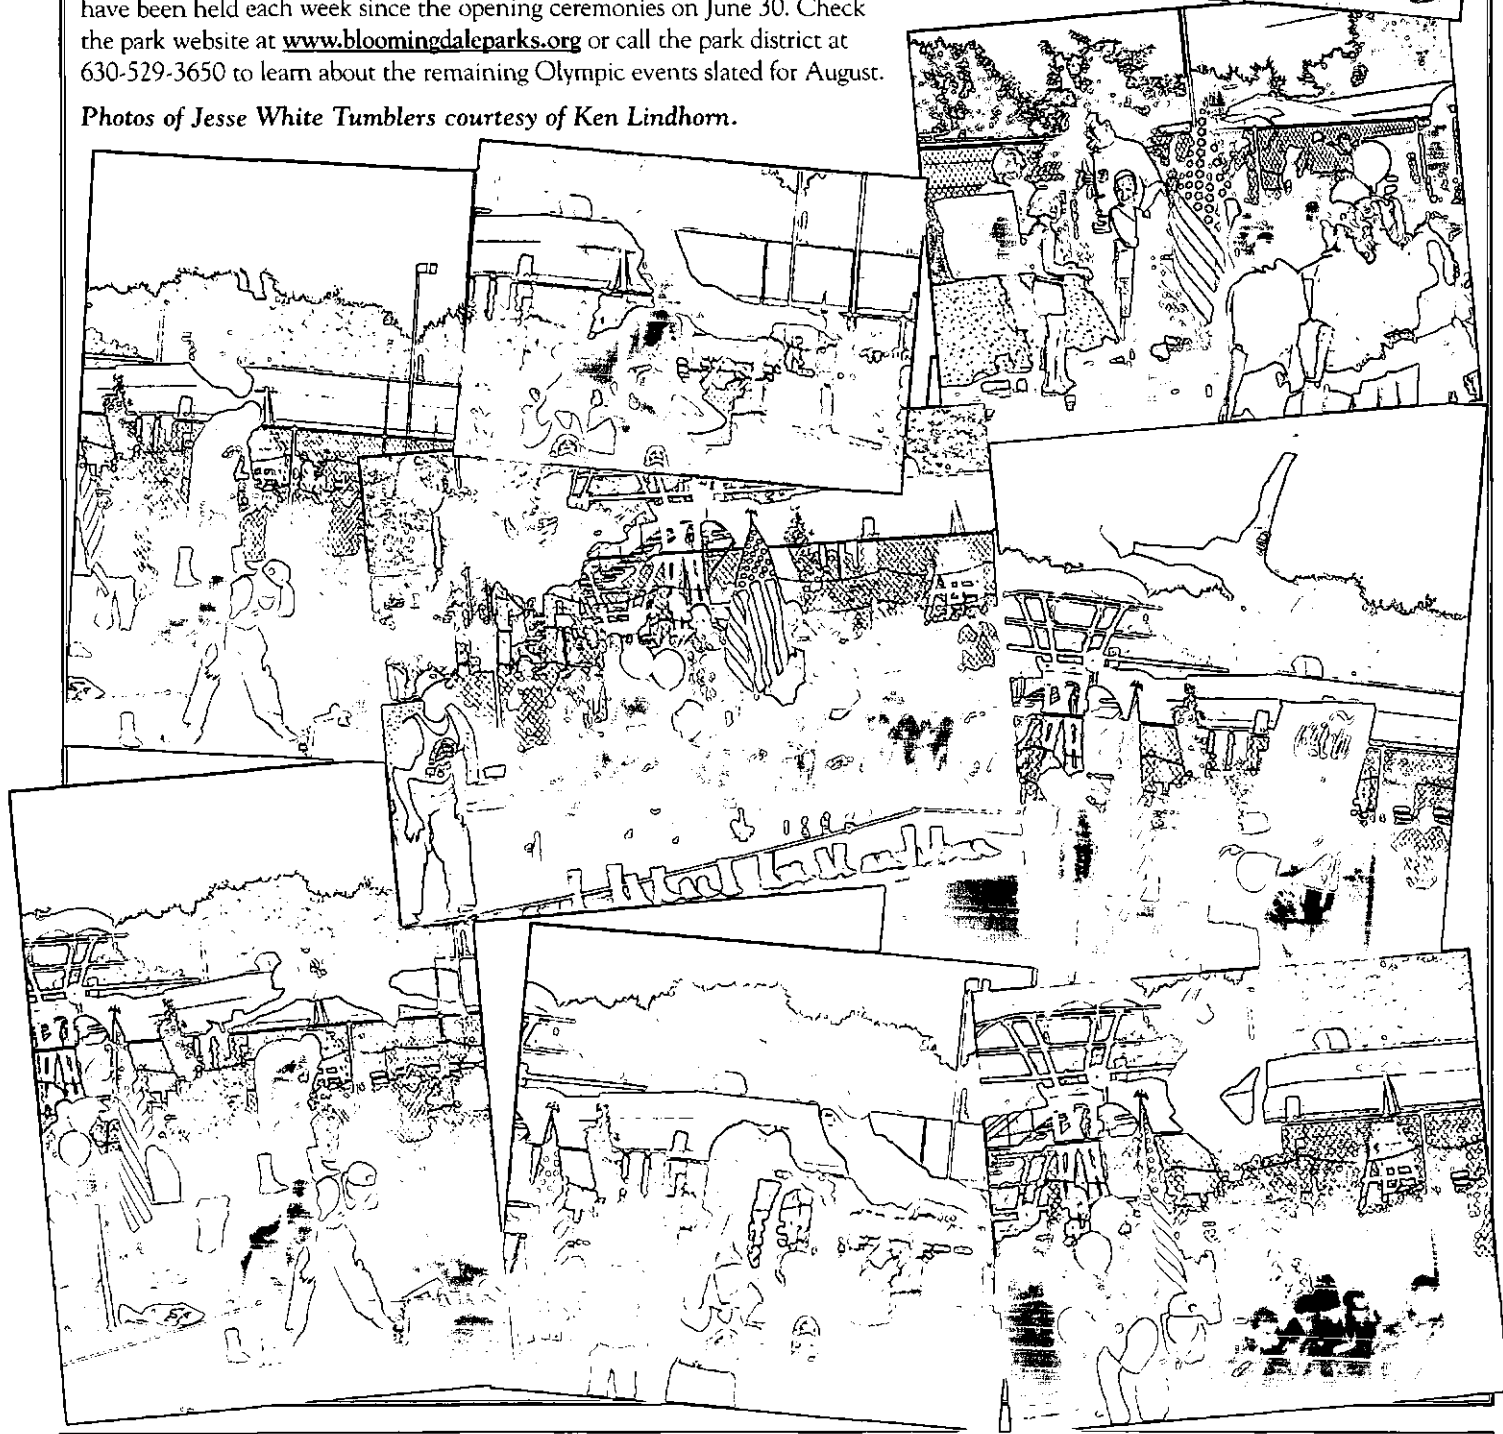 have been held each week since the opening ceremonies on June 30. Check
the park website at www.bloomingdaleparks.org or call the park district at
630-529-3650 to learn about the remaining Olympic events slated for August.
Photos of Jesse White Tumblers courtesy of Ken Lindhorn.